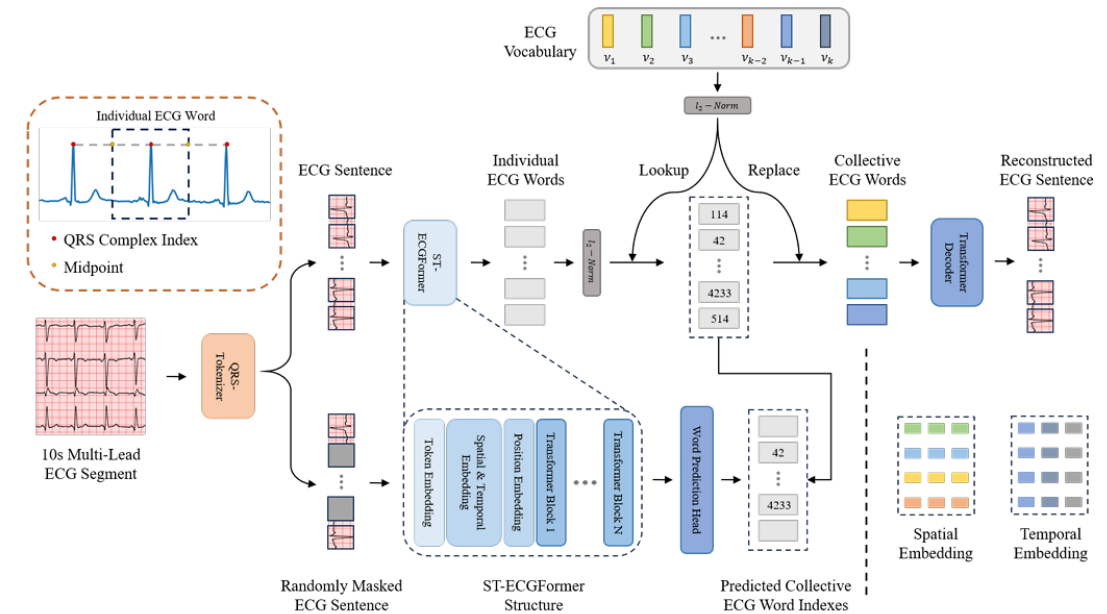 ECG
Vocabulary
v1 v2 v3 ... vk−2 vk−1 vk
l2 − Norm
Individual ECG Word
QRS Complex Index
Midpoint
ECG Sentence
Individual
ECG Words
Lookup
Replace
Collective
ECG Words
Reconstructed
ECG Sentence
ST-
ECGFormer
l2 − Norm
114
42
4233
514
Transformer
Decoder
QRS-
Tokenizer
10s Multi-Lead
ECG Segment
Token Embedding
Spatial & Temporal
Embedding
Position Embedding
Transformer Block 1
Transformer Block N
Word Prediction Head
42
4233
Randomly Masked
ECG Sentence
ST-ECGFormer
Structure
Predicted Collective
ECG Word Indexes
Spatial
Embedding
Temporal
Embedding